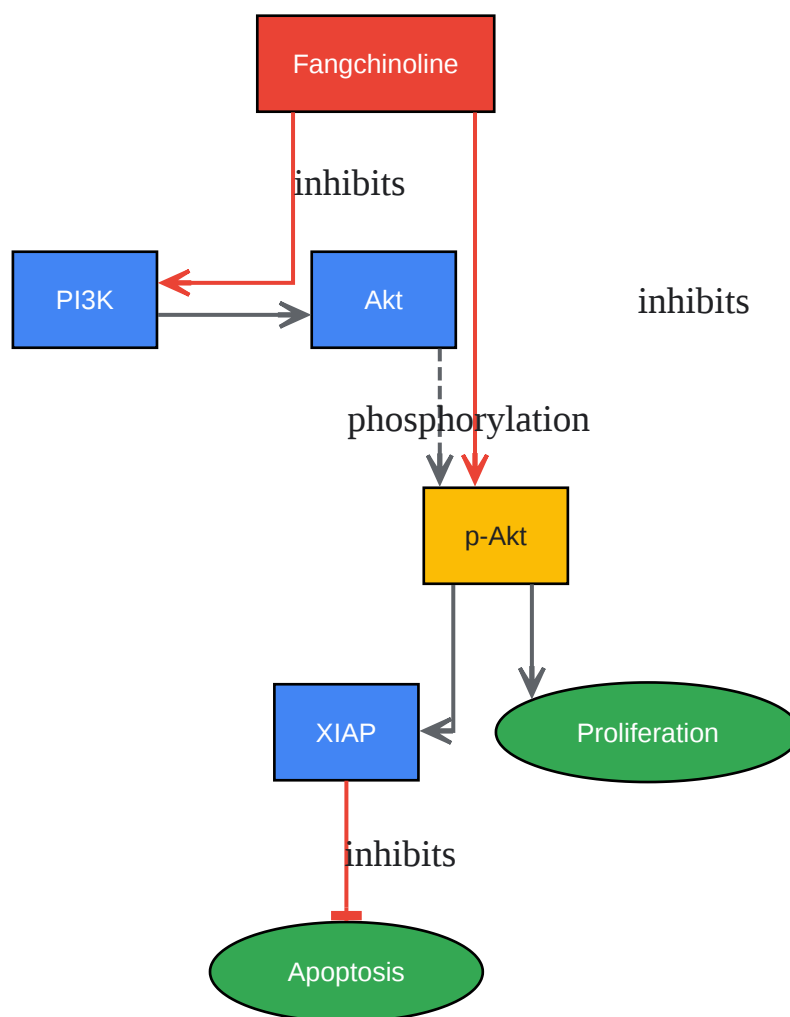 Fangchinoline
inhibits
PI3K
Akt
inhibits
phosphorylation
p-Akt
XIAP
Proliferation
inhibits
Apoptosis